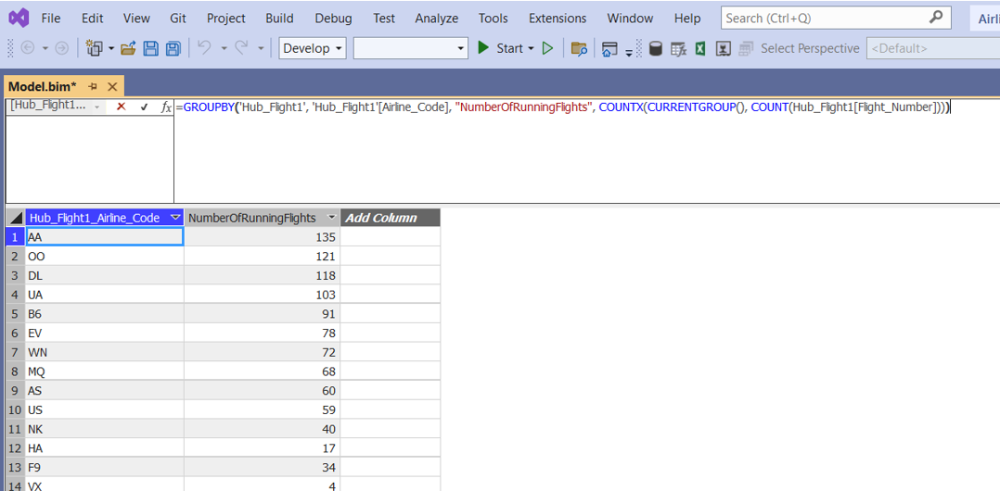 File Edit View Git Project Build Debug Test Analyze Tools Extensions Window Help Search (Ctrl+Q) Airli
Develop Start Select Perspective <Default>
Model.bim*
[Hub_Flight1... fx =GROUPBY('Hub_Flight1', 'Hub_Flight1'[Airline_Code], "NumberOfRunningFlights", COUNTX(CURRENTGROUP(), COUNT(Hub_Flight1[Flight_Number])))
Hub_Flight1_Airline_Code NumberOfRunningFlights Add Column
1 AA 135
2 OO 121
3 DL 118
4 UA 103
5 B6 91
6 EV 78
7 WN 72
8 MQ 68
9 AS 60
10 US 59
11 NK 40
12 HA 17
13 F9 34
14 VX 4